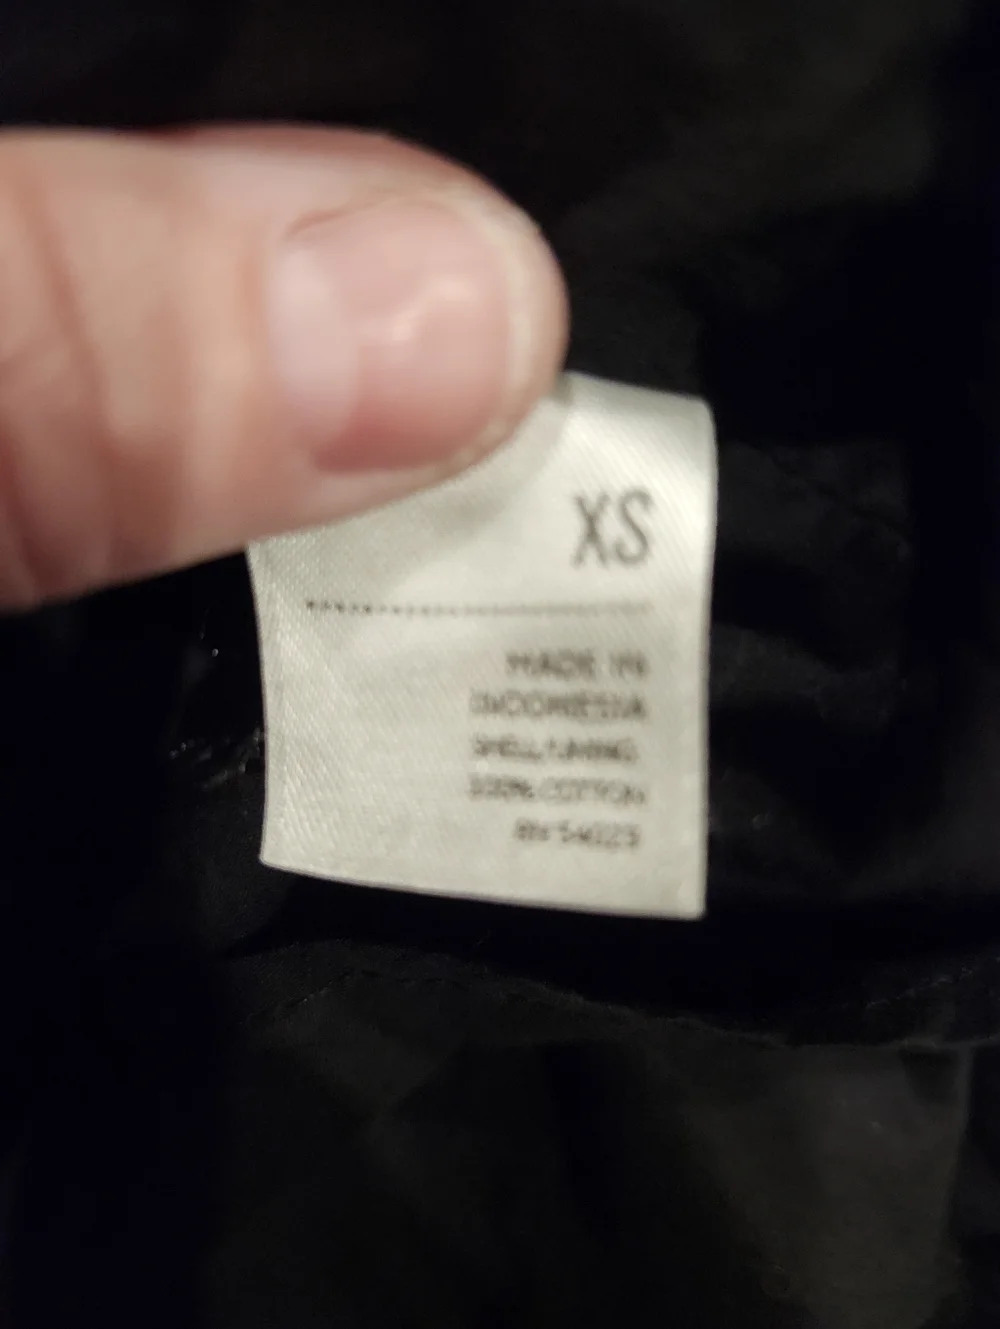 XS
MADE IN
INDONESIA
SHELL/LINING
100% COTTON